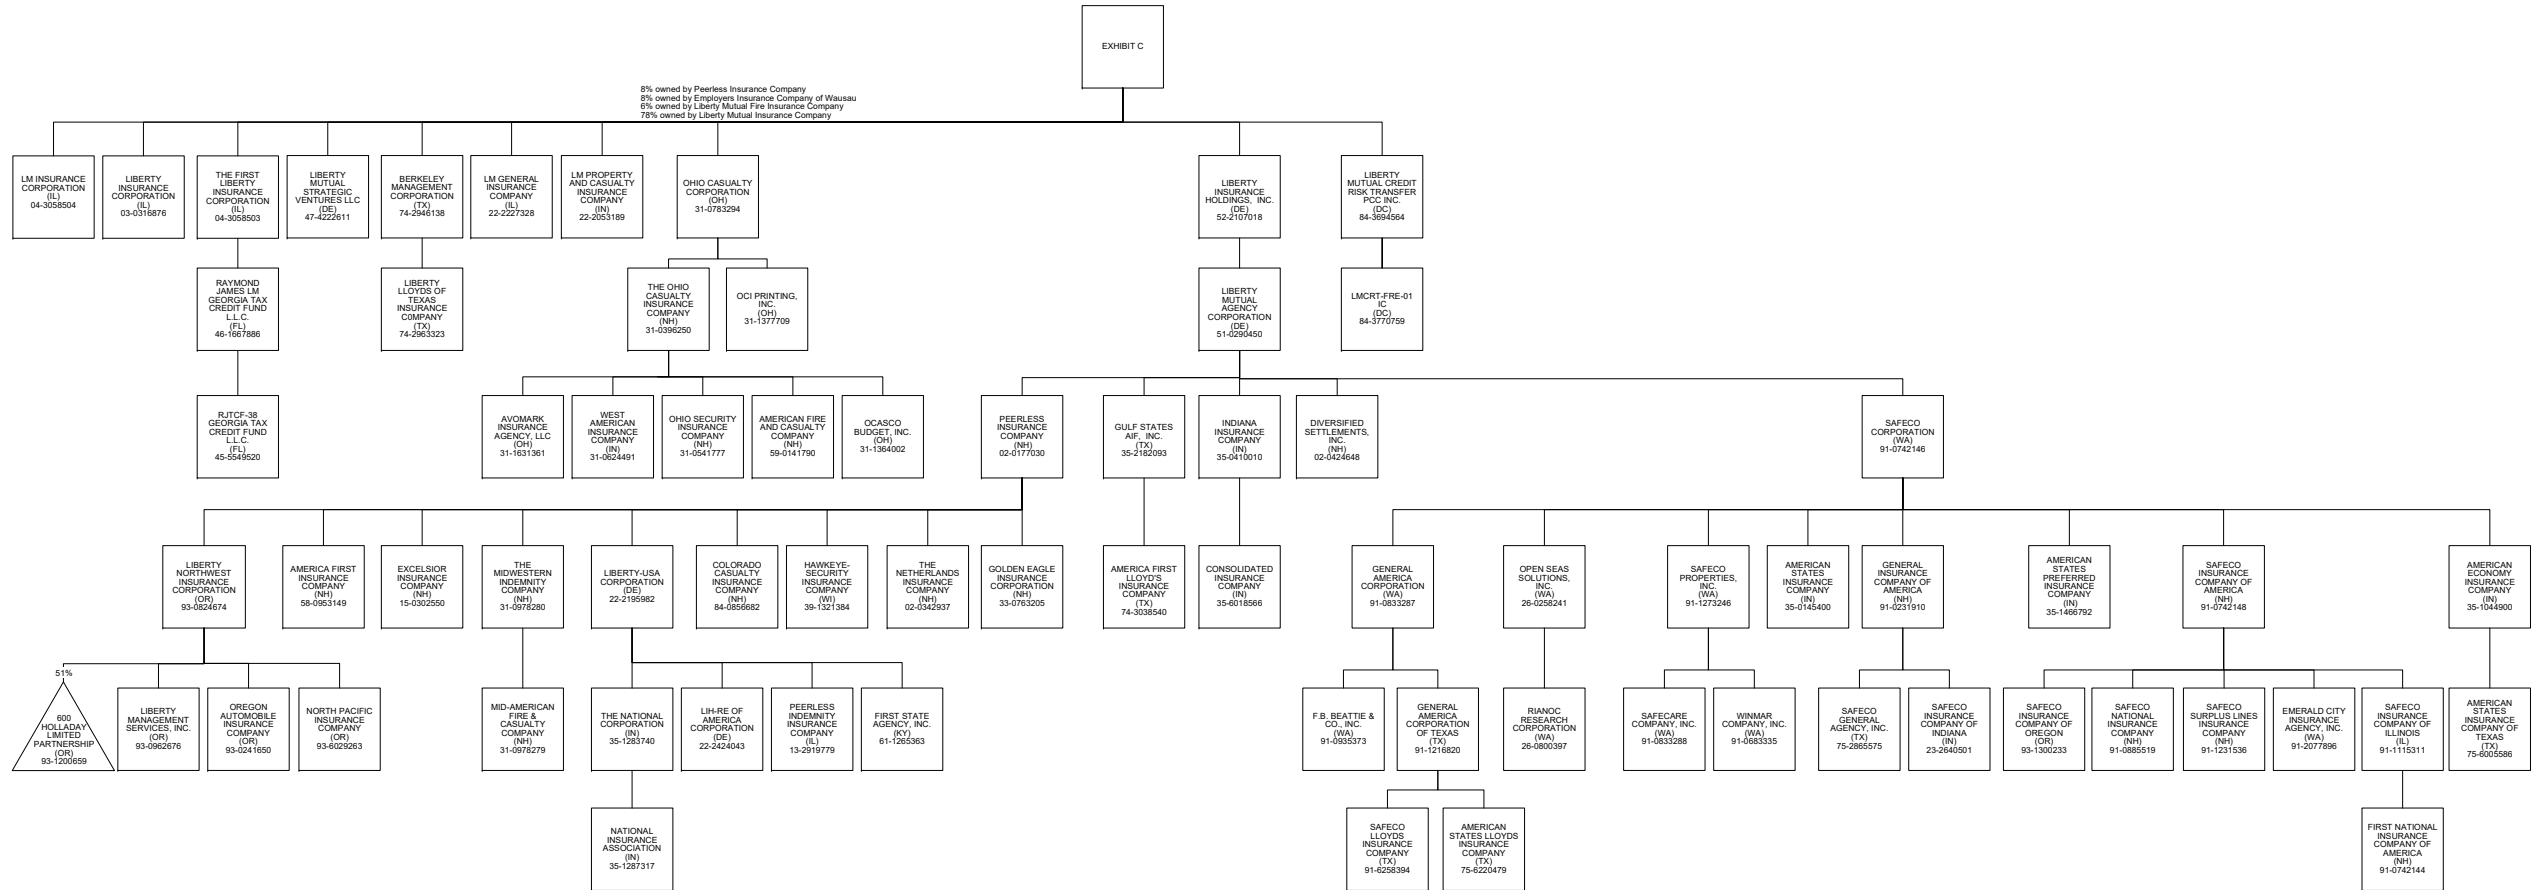 EXHIBIT C
8% owned by Peerless Insurance Company
8% owned by Employers Insurance Company of Wausau
6% owned by Liberty Mutual Fire Insurance Company
78% owned by Liberty Mutual Insurance Company
LM INSURANCE
CORPORATION
(IL)
04-3058504
LIBERTY
INSURANCE
CORPORATION
(IL)
03-0316876
THE FIRST
LIBERTY
INSURANCE
CORPORATION
(IL)
04-3058503
LIBERTY
MUTUAL
STRATEGIC
VENTURES LLC
(DE)
47-4222611
BERKELEY
MANAGEMENT
CORPORATION
(TX)
74-2946138
LM GENERAL
INSURANCE
COMPANY
(IL)
22-2227328
LM PROPERTY
AND CASUALTY
INSURANCE
COMPANY
(IN)
22-2053189
OHIO CASUALTY
CORPORATION
(OH)
31-0783294
LIBERTY
INSURANCE
HOLDINGS, INC.
(DE)
52-2107018
LIBERTY
MUTUAL CREDIT
RISK TRANSFER
PCC INC.
(DC)
84-3694564
RAYMOND
JAMES LM
GEORGIA TAX
CREDIT FUND
L.L.C.
(FL)
46-1667886
LIBERTY
LLOYDS OF
TEXAS
INSURANCE
C0MPANY
(TX)
74-2963323
THE OHIO
CASUALTY
INSURANCE
COMPANY
(NH)
31-0396250
OCI PRINTING,
INC.
(OH)
31-1377709
LIBERTY
MUTUAL
AGENCY
CORPORATION
(DE)
51-0290450
LMCRT-FRE-01
IC
(DC)
84-3770759
RJTCF-38
GEORGIA TAX
CREDIT FUND
L.L.C.
(FL)
45-5549520
AVOMARK
INSURANCE
AGENCY, LLC
(OH)
31-1631361
WEST
AMERICAN
INSURANCE
COMPANY
(IN)
31-0624491
OHIO SECURITY
INSURANCE
COMPANY
(NH)
31-0541777
AMERICAN FIRE
AND CASUALTY
COMPANY
(NH)
59-0141790
OCASCO
BUDGET, INC.
(OH)
31-1364002
PEERLESS
INSURANCE
COMPANY
(NH)
02-0177030
GULF STATES
AIF, INC.
(TX)
35-2182093
INDIANA
INSURANCE
COMPANY
(IN)
35-0410010
DIVERSIFIED
SETTLEMENTS,
INC.
(NH)
02-0424648
SAFECO
CORPORATION
(WA)
91-0742146
LIBERTY
NORTHWEST
INSURANCE
CORPORATION
(OR)
93-0824674
AMERICA FIRST
INSURANCE
COMPANY
(NH)
58-0953149
EXCELSIOR
INSURANCE
COMPANY
(NH)
15-0302550
THE
MIDWESTERN
INDEMNITY
COMPANY
(NH)
31-0978280
LIBERTY-USA
CORPORATION
(DE)
22-2195982
COLORADO
CASUALTY
INSURANCE
COMPANY
(NH)
84-0856682
HAWKEYE-
SECURITY
INSURANCE
COMPANY
(WI)
39-1321384
THE
NETHERLANDS
INSURANCE
COMPANY
(NH)
02-0342937
GOLDEN EAGLE
INSURANCE
CORPORATION
(NH)
33-0763205
AMERICA FIRST
LLOYD'S
INSURANCE
COMPANY
(TX)
74-3038540
CONSOLIDATED
INSURANCE
COMPANY
(IN)
35-6018566
GENERAL
AMERICA
CORPORATION
(WA)
91-0833287
OPEN SEAS
SOLUTIONS,
INC.
(WA)
26-0258241
SAFECO
PROPERTIES,
INC.
(WA)
91-1273246
AMERICAN
STATES
INSURANCE
COMPANY
(IN)
35-0145400
GENERAL
INSURANCE
COMPANY OF
AMERICA
(NH)
91-0231910
AMERICAN
STATES
PREFERRED
INSURANCE
COMPANY
(IN)
35-1466792
SAFECO
INSURANCE
COMPANY OF
AMERICA
(NH)
91-0742148
AMERICAN
ECONOMY
INSURANCE
COMPANY
(IN)
35-1044900
51%
600
HOLLADAY
LIMITED
PARTNERSHIP
(OR)
93-1200659
LIBERTY
MANAGEMENT
SERVICES, INC.
(OR)
93-0962676
OREGON
AUTOMOBILE
INSURANCE
COMPANY
(OR)
93-0241650
NORTH PACIFIC
INSURANCE
COMPANY
(OR)
93-6029263
MID-AMERICAN
FIRE &
CASUALTY
COMPANY
(NH)
31-0978279
THE NATIONAL
CORPORATION
(IN)
35-1283740
LIH-RE OF
AMERICA
CORPORATION
(DE)
22-2424043
PEERLESS
INDEMNITY
INSURANCE
COMPANY
(IL)
13-2919779
FIRST STATE
AGENCY, INC.
(KY)
61-1265363
F.B. BEATTIE &
CO., INC.
(WA)
91-0935373
GENERAL
AMERICA
CORPORATION
OF TEXAS
(TX)
91-1216820
RIANOC
RESEARCH
CORPORATION
(WA)
26-0800397
SAFECARE
COMPANY, INC.
(WA)
91-0833288
WINMAR
COMPANY, INC.
(WA)
91-0683335
SAFECO
GENERAL
AGENCY, INC.
(TX)
75-2865575
SAFECO
INSURANCE
COMPANY OF
INDIANA
(IN)
23-2640501
SAFECO
INSURANCE
COMPANY OF
OREGON
(OR)
93-1300233
SAFECO
NATIONAL
INSURANCE
COMPANY
(NH)
91-0885519
SAFECO
SURPLUS LINES
INSURANCE
COMPANY
(NH)
91-1231536
EMERALD CITY
INSURANCE
AGENCY, INC.
(WA)
91-2077896
SAFECO
INSURANCE
COMPANY OF
ILLINOIS
(IL)
91-1115311
AMERICAN
STATES
INSURANCE
COMPANY OF
TEXAS
(TX)
75-6005586
NATIONAL
INSURANCE
ASSOCIATION
(IN)
35-1287317
SAFECO
LLOYDS
INSURANCE
COMPANY
(TX)
91-6258394
AMERICAN
STATES LLOYDS
INSURANCE
COMPANY
(TX)
75-6220479
FIRST NATIONAL
INSURANCE
COMPANY OF
AMERICA
(NH)
91-0742144